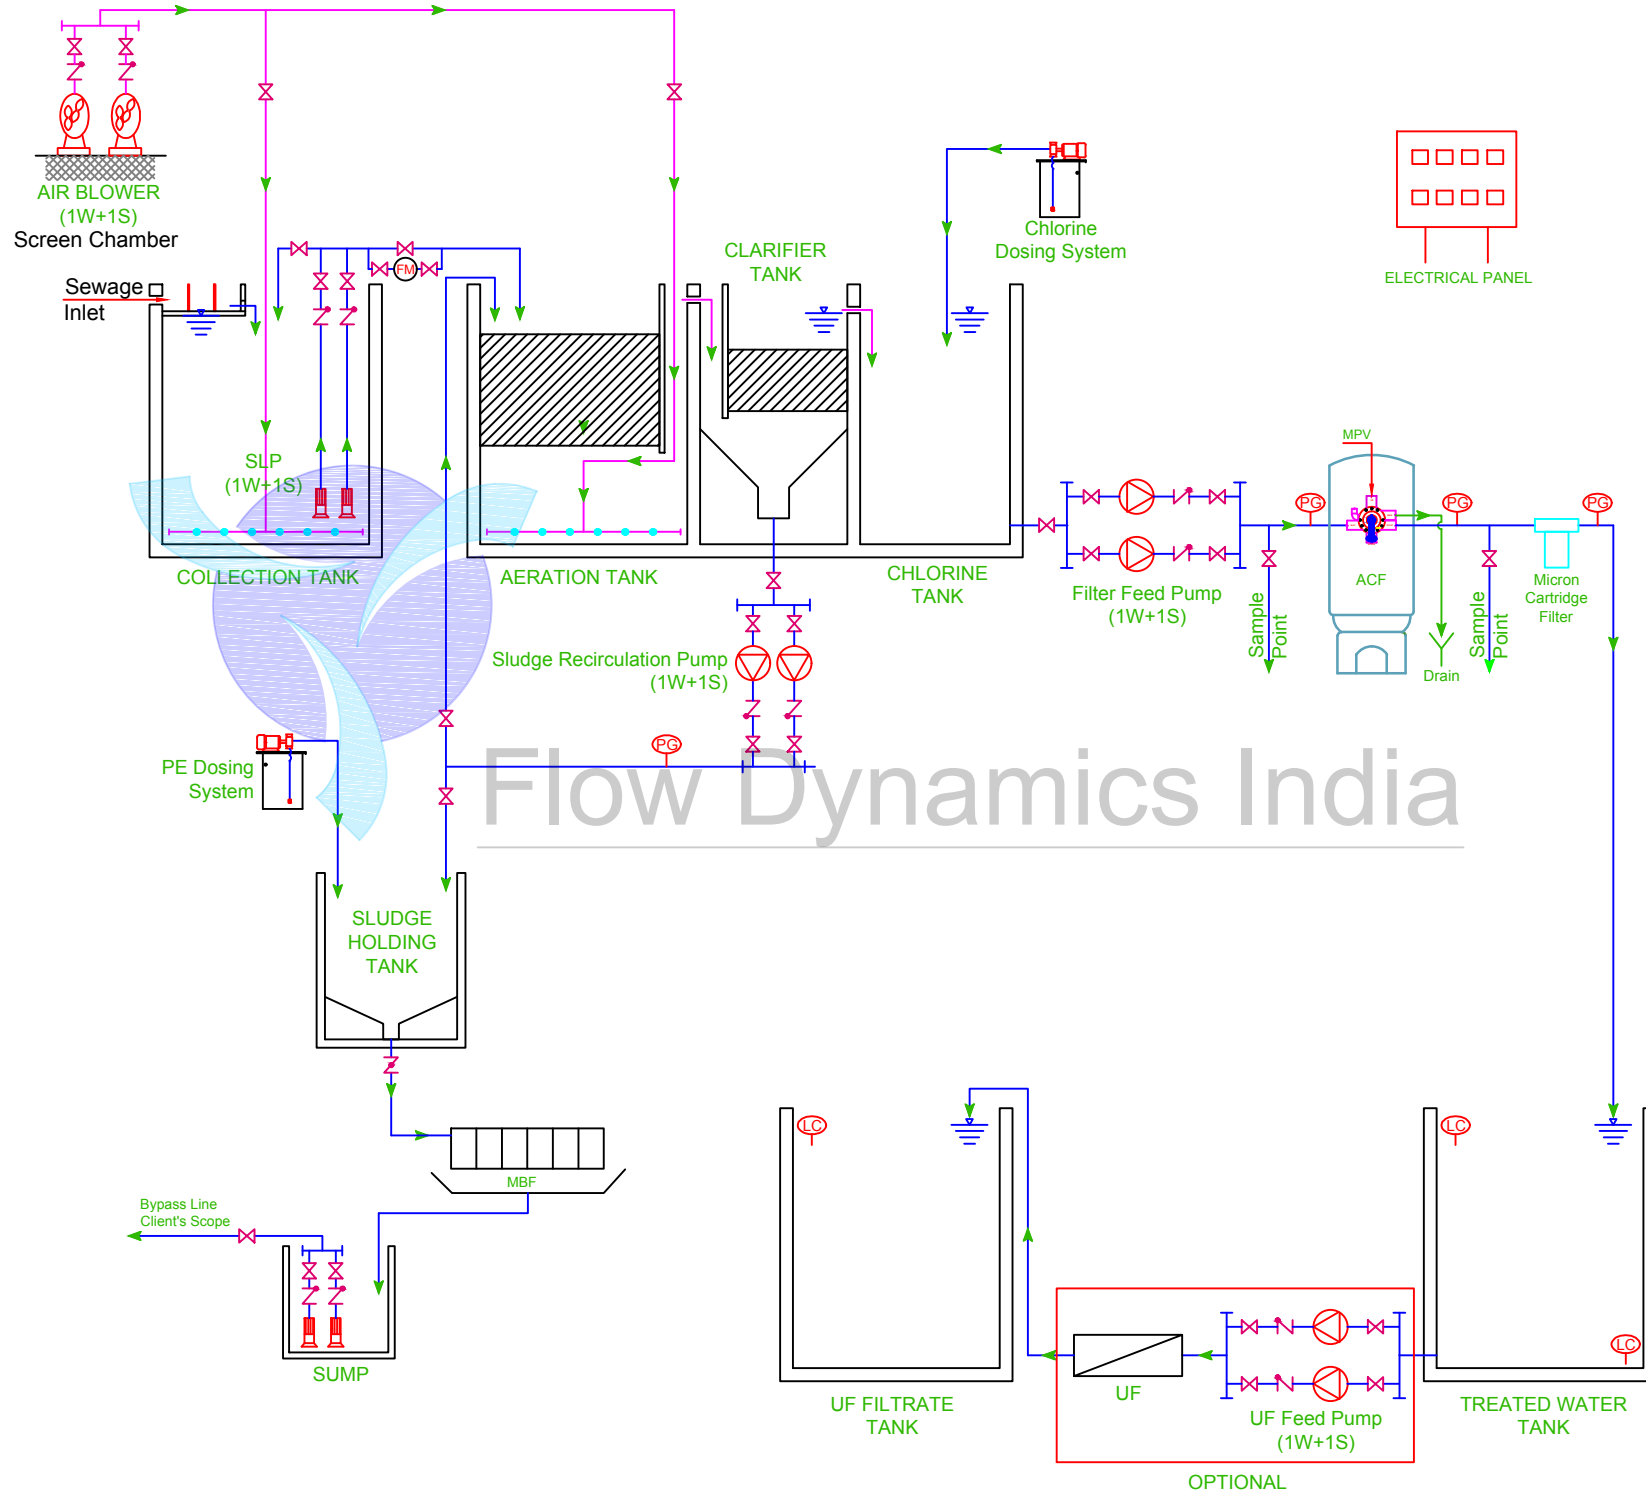 AIR BLOWER
(1W+1S)
Screen Chamber
Sewage
Inlet
FM
CLARIFIER
TANK
Chlorine
Dosing System
ELECTRICAL PANEL
SLP
(1W+1S)
COLLECTION TANK
AERATION TANK
CHLORINE
TANK
Filter Feed Pump
(1W+1S)
PG
MPV
PG
PG
ACF
Sample
Point
Sample
Point
Drain
Micron
Cartridge
Filter
Sludge Recirculation Pump
(1W+1S)
PG
PE Dosing
System
Flow Dynamics India
SLUDGE
HOLDING
TANK
MBF
Bypass Line
Client's Scope
SUMP
LC
UF FILTRATE
TANK
UF
UF Feed Pump
(1W+1S)
OPTIONAL
LC
LC
TREATED WATER
TANK